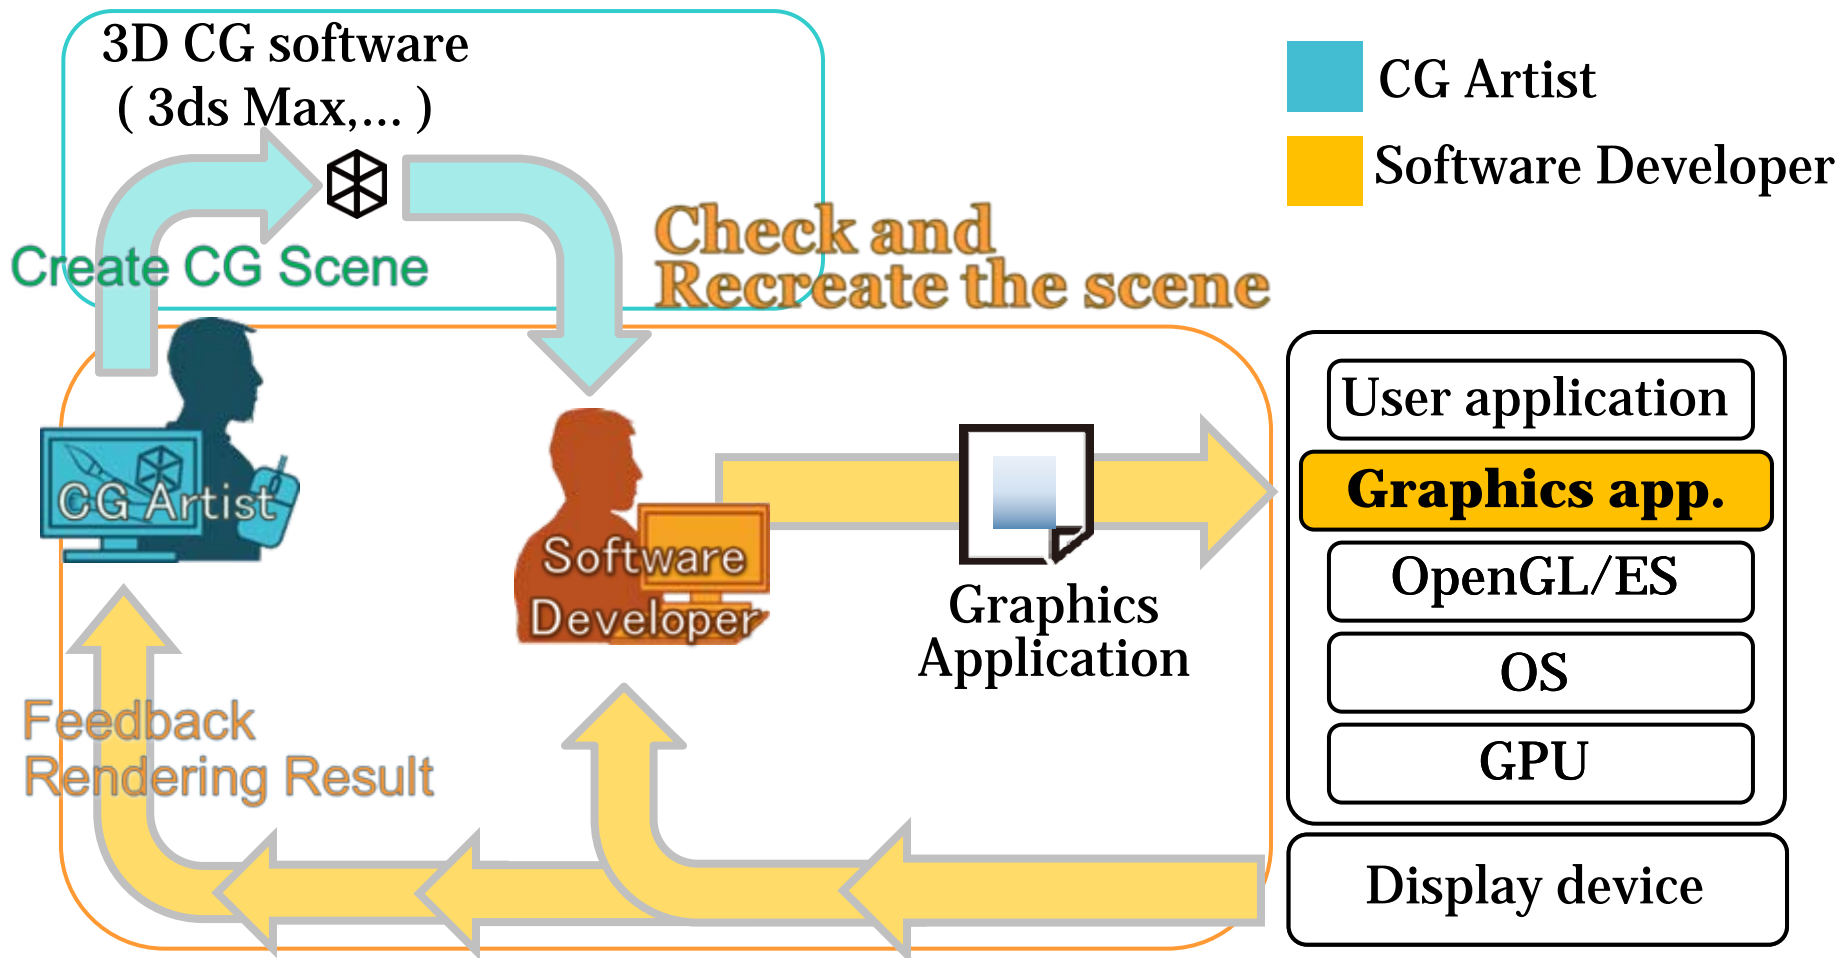 3D CG software
( 3ds Max,... )
CG Artist
Software Developer
Create CG Scene
Check and
Recreate the scene
CG Artist
Software
Developer
Graphics
Application
User application
Graphics app.
OpenGL/ES
OS
GPU
Display device
Feedback
Rendering Result